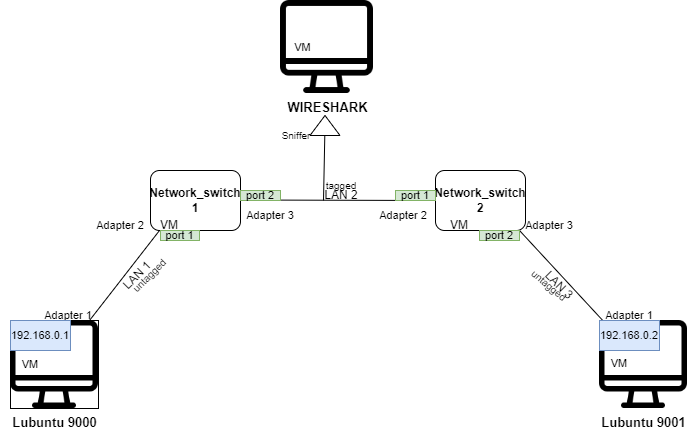 VM
WIRESHARK
Sniffer
Network_switch
1
VM
port 2
port 1
Adapter 2
Adapter 3
tagged
LAN 2
Network_switch
2
VM
port 1
port 2
Adapter 2
Adapter 3
LAN 1
untagged
LAN 3
untagged
Adapter 1
192.168.0.1
VM
Lubuntu 9000
Adapter 1
192.168.0.2
VM
Lubuntu 9001